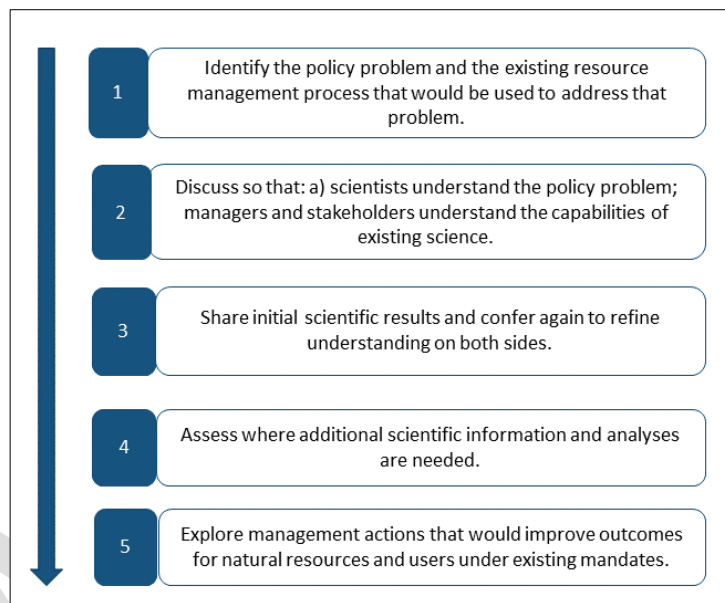 1
Identify the policy problem and the existing resource
management process that would be used to address that
problem.
2
Discuss so that: a) scientists understand the policy problem;
managers and stakeholders understand the capabilities of
existing science.
3
Share initial scientific results and confer again to refine
understanding on both sides.
4
Assess where additional scientific information and analyses
are needed.
5
Explore management actions that would improve outcomes
for natural resources and users under existing mandates.